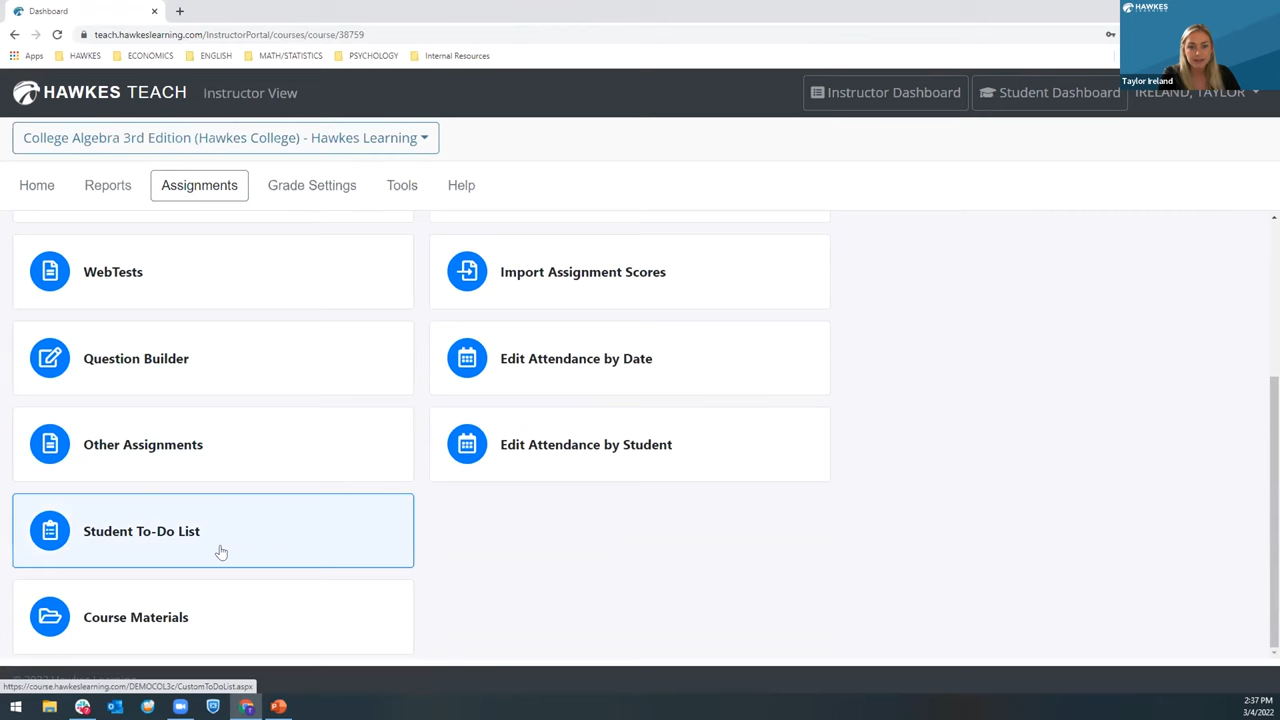 Dashboard
teach.hawkeslearning.com/InstructorPortal/courses/course/38759
Apps HAWKES ECONOMICS ENGLISH MATH/STATISTICS PSYCHOLOGY Internal Resources
HAWKES LEARNING
Taylor Ireland
HAWKES TEACH Instructor View Instructor Dashboard Student Dashboard IRELAND, TAYLOR
College Algebra 3rd Edition (Hawkes College) - Hawkes Learning
Home Reports Assignments Grade Settings Tools Help
WebTests Import Assignment Scores
Question Builder Edit Attendance by Date
Other Assignments Edit Attendance by Student
Student To-Do List
Course Materials
https://course.hawkeslearning.com/DEMOCOL3c/CustomToDoList.aspx
2:37 PM
3/4/2022